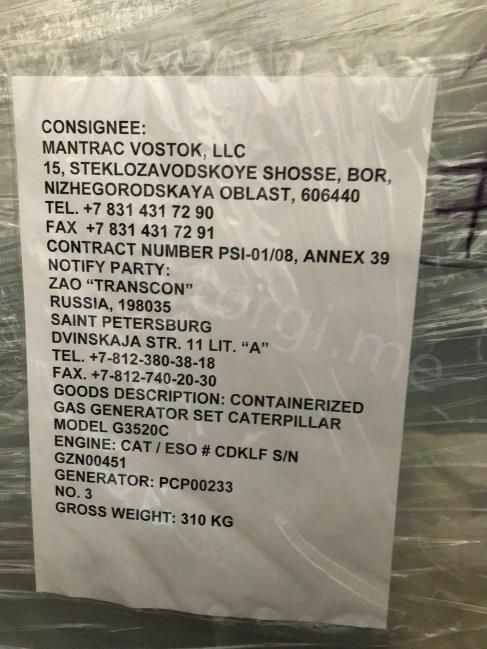 CONSIGNEE:
MANTRAC VOSTOK, LLC
15, STEKLOZAVODSKOYE SHOSSE, BOR,
NIZHEGORODSKAYA OBLAST, 606440
TEL. +7 831 431 72 90
FAX +7 831 431 72 91
CONTRACT NUMBER PSI-01/08, ANNEX 39
NOTIFY PARTY:
ZAO “TRANSCON”
RUSSIA, 198035
SAINT PETERSBURG
DVINSKAJA STR. 11 LIT. “A”
TEL. +7-812-380-38-18
FAX. +7-812-740-20-30
GOODS DESCRIPTION: CONTAINERIZED
GAS GENERATOR SET CATERPILLAR
MODEL G3520C
ENGINE: CAT / ESO # CDKLF S/N
GZN00451
GENERATOR: PCP00233
NO. 3
GROSS WEIGHT: 310 KG